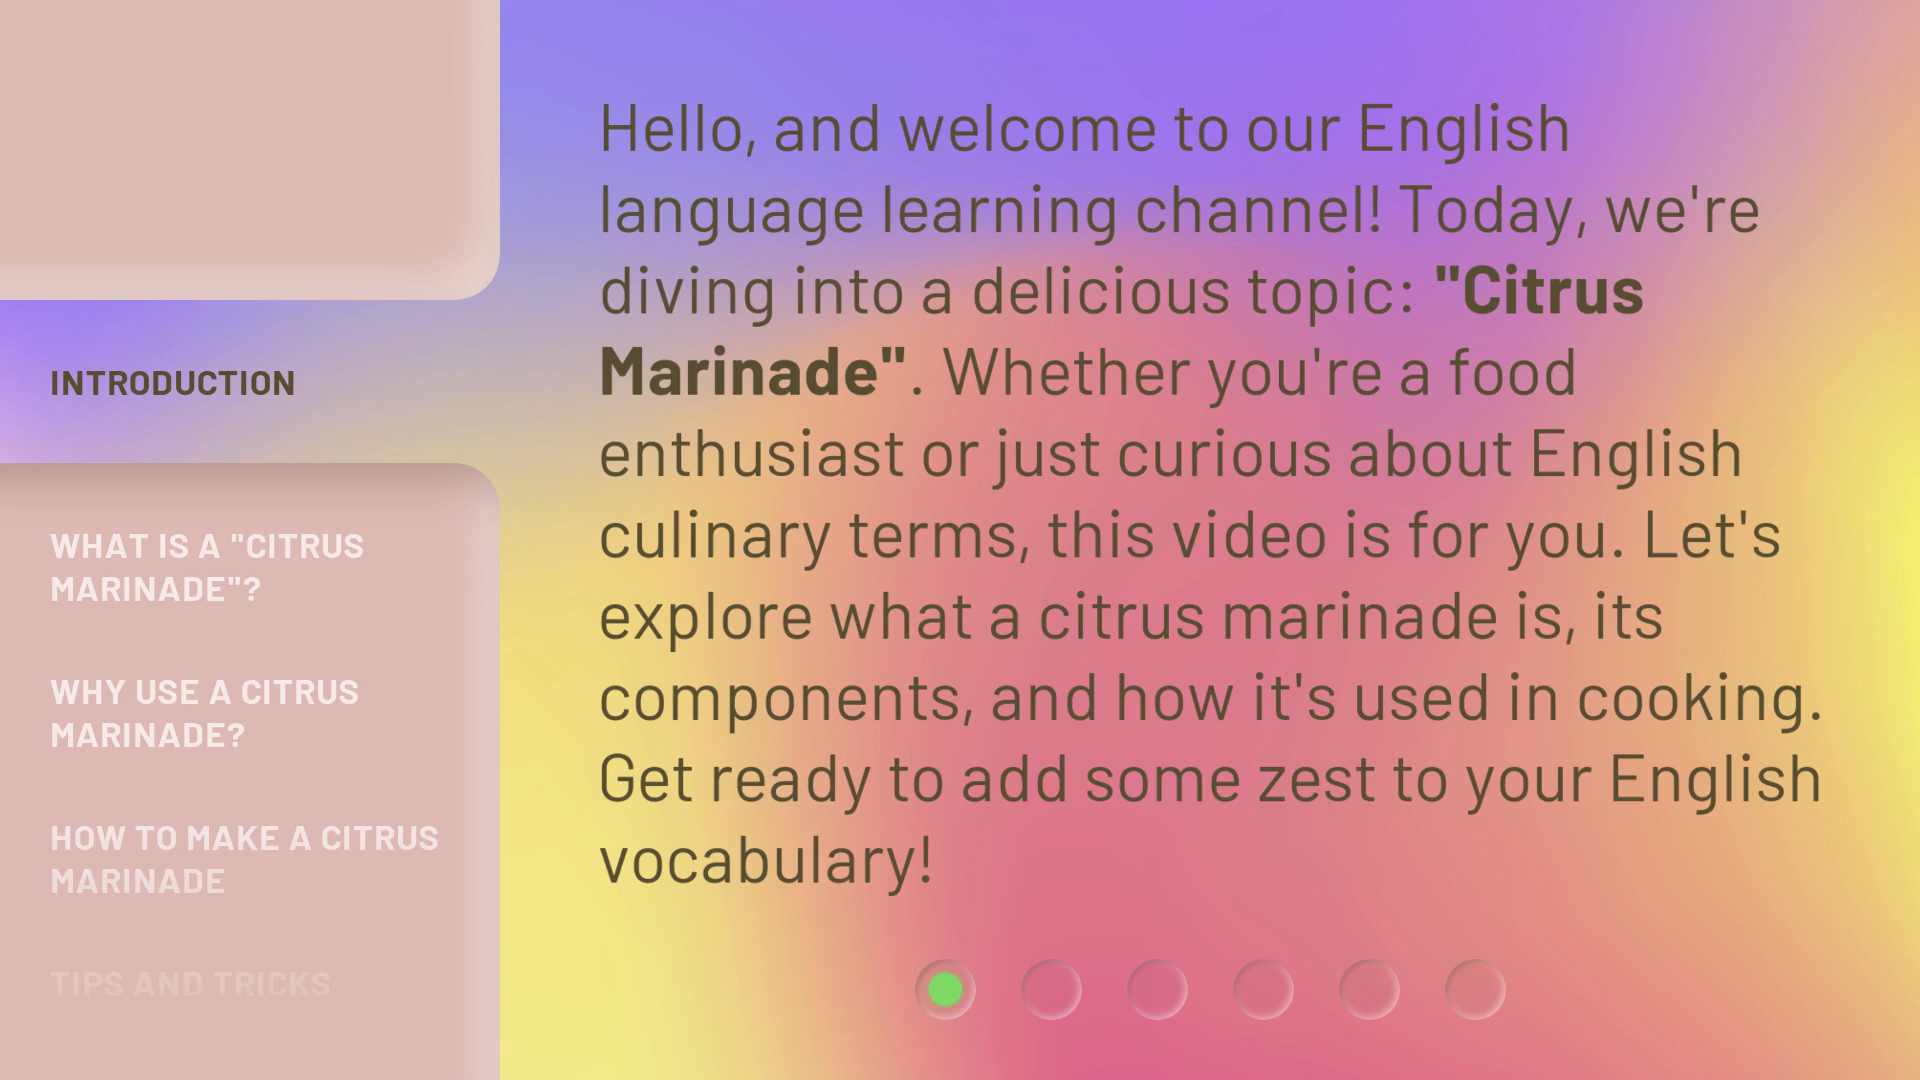 INTRODUCTION
WHAT IS A "CITRUS
MARINADE"?
WHY USE A CITRUS
MARINADE?
HOW TO MAKE A CITRUS
MARINADE
TIPS AND TRICKS
Hello, and welcome to our English
language learning channel! Today, we're
diving into a delicious topic: "Citrus
Marinade". Whether you're a food
enthusiast or just curious about English
culinary terms, this video is for you. Let's
explore what a citrus marinade is, its
components, and how it's used in cooking.
Get ready to add some zest to your English
vocabulary!